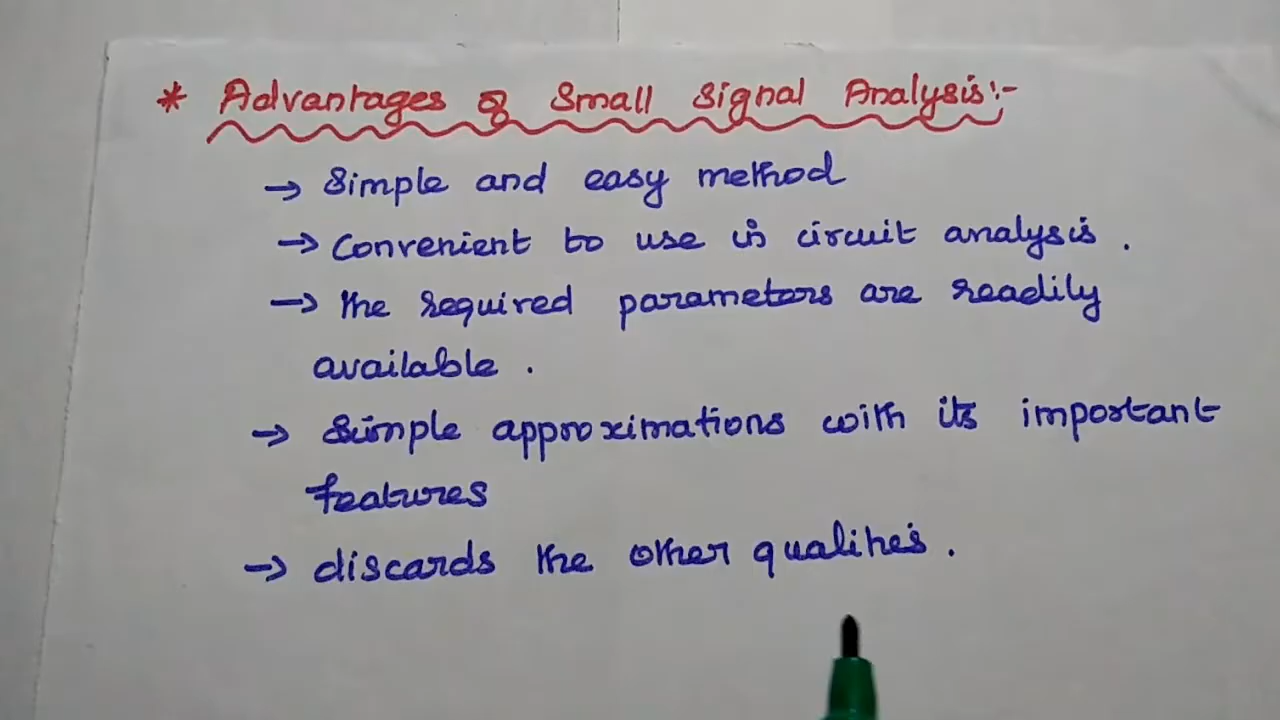 * Advantages of Small Signal Analysis:-
→ Simple and easy method
→ Convenient to use in circuit analysis.
→ The required parameters are readily
available.
→ Simple approximations with its important
features
→ discards the other qualities.